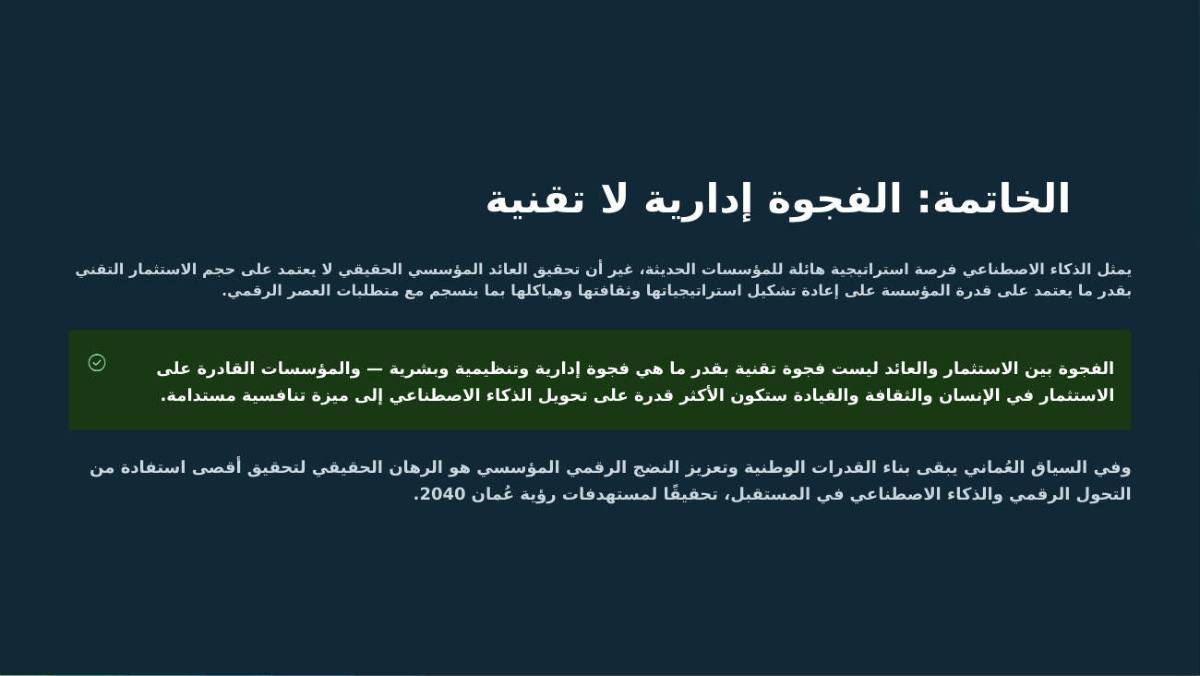 الخاتمة: الفجوة إدارية لا تقنية
يمثل الذكاء الاصطناعي فرصة استراتيجية هائلة للمؤسسات الحديثة، غير أن تحقيق العائد المؤسسي الحقيقي لا يعتمد على حجم الاستثمار التقني
بقدر ما يعتمد على قدرة المؤسسة على إعادة تشكيل استراتيجياتها وثقافتها وهياكلها بما ينسجم مع متطلبات العصر الرقمي.
الفجوة بين الاستثمار والعائد ليست فجوة تقنية بقدر ما هي فجوة إدارية وتنظيمية وبشرية — والمؤسسات القادرة على
الاستثمار في الإنسان والثقافة والقيادة ستكون الأكثر قدرة على تحويل الذكاء الاصطناعي إلى ميزة تنافسية مستدامة.
وفي السياق العُماني يبقى بناء القدرات الوطنية وتعزيز النضج الرقمي المؤسسي هو الرهان الحقيقي لتحقيق أقصى استفادة من
التحول الرقمي والذكاء الاصطناعي في المستقبل، تحقيقًا لمستهدفات رؤية عُمان 2040.